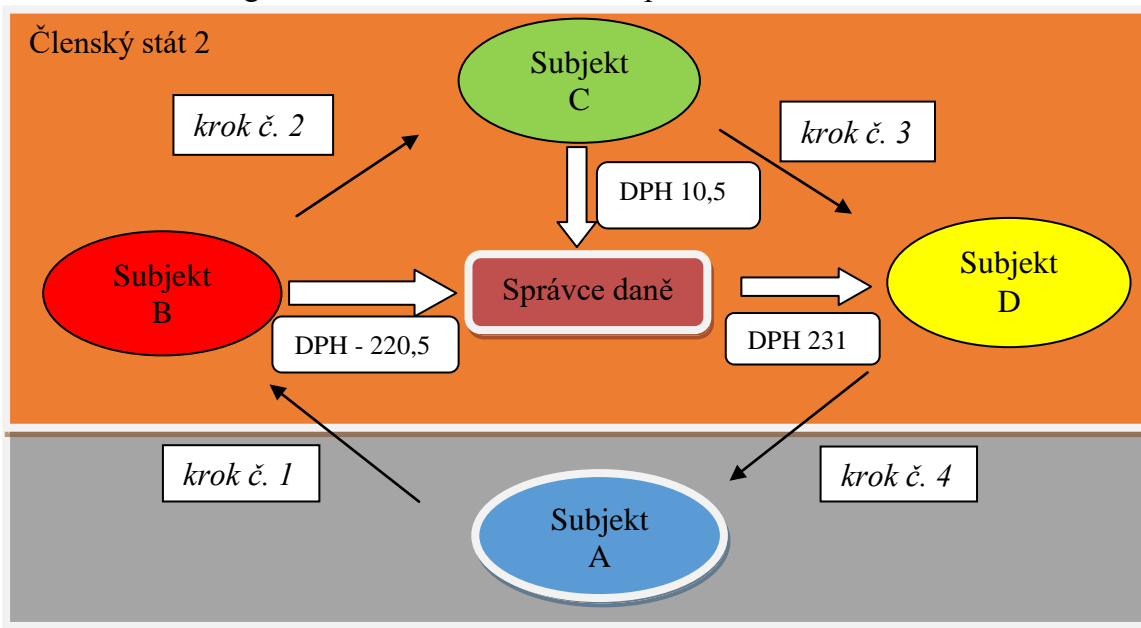 Členský stát 2
Subjekt
C
krok č. 2
krok č. 3
DPH 10,5
Subjekt
B
Správce daně
Subjekt
D
DPH - 220,5
DPH 231
krok č. 1
krok č. 4
Subjekt
A